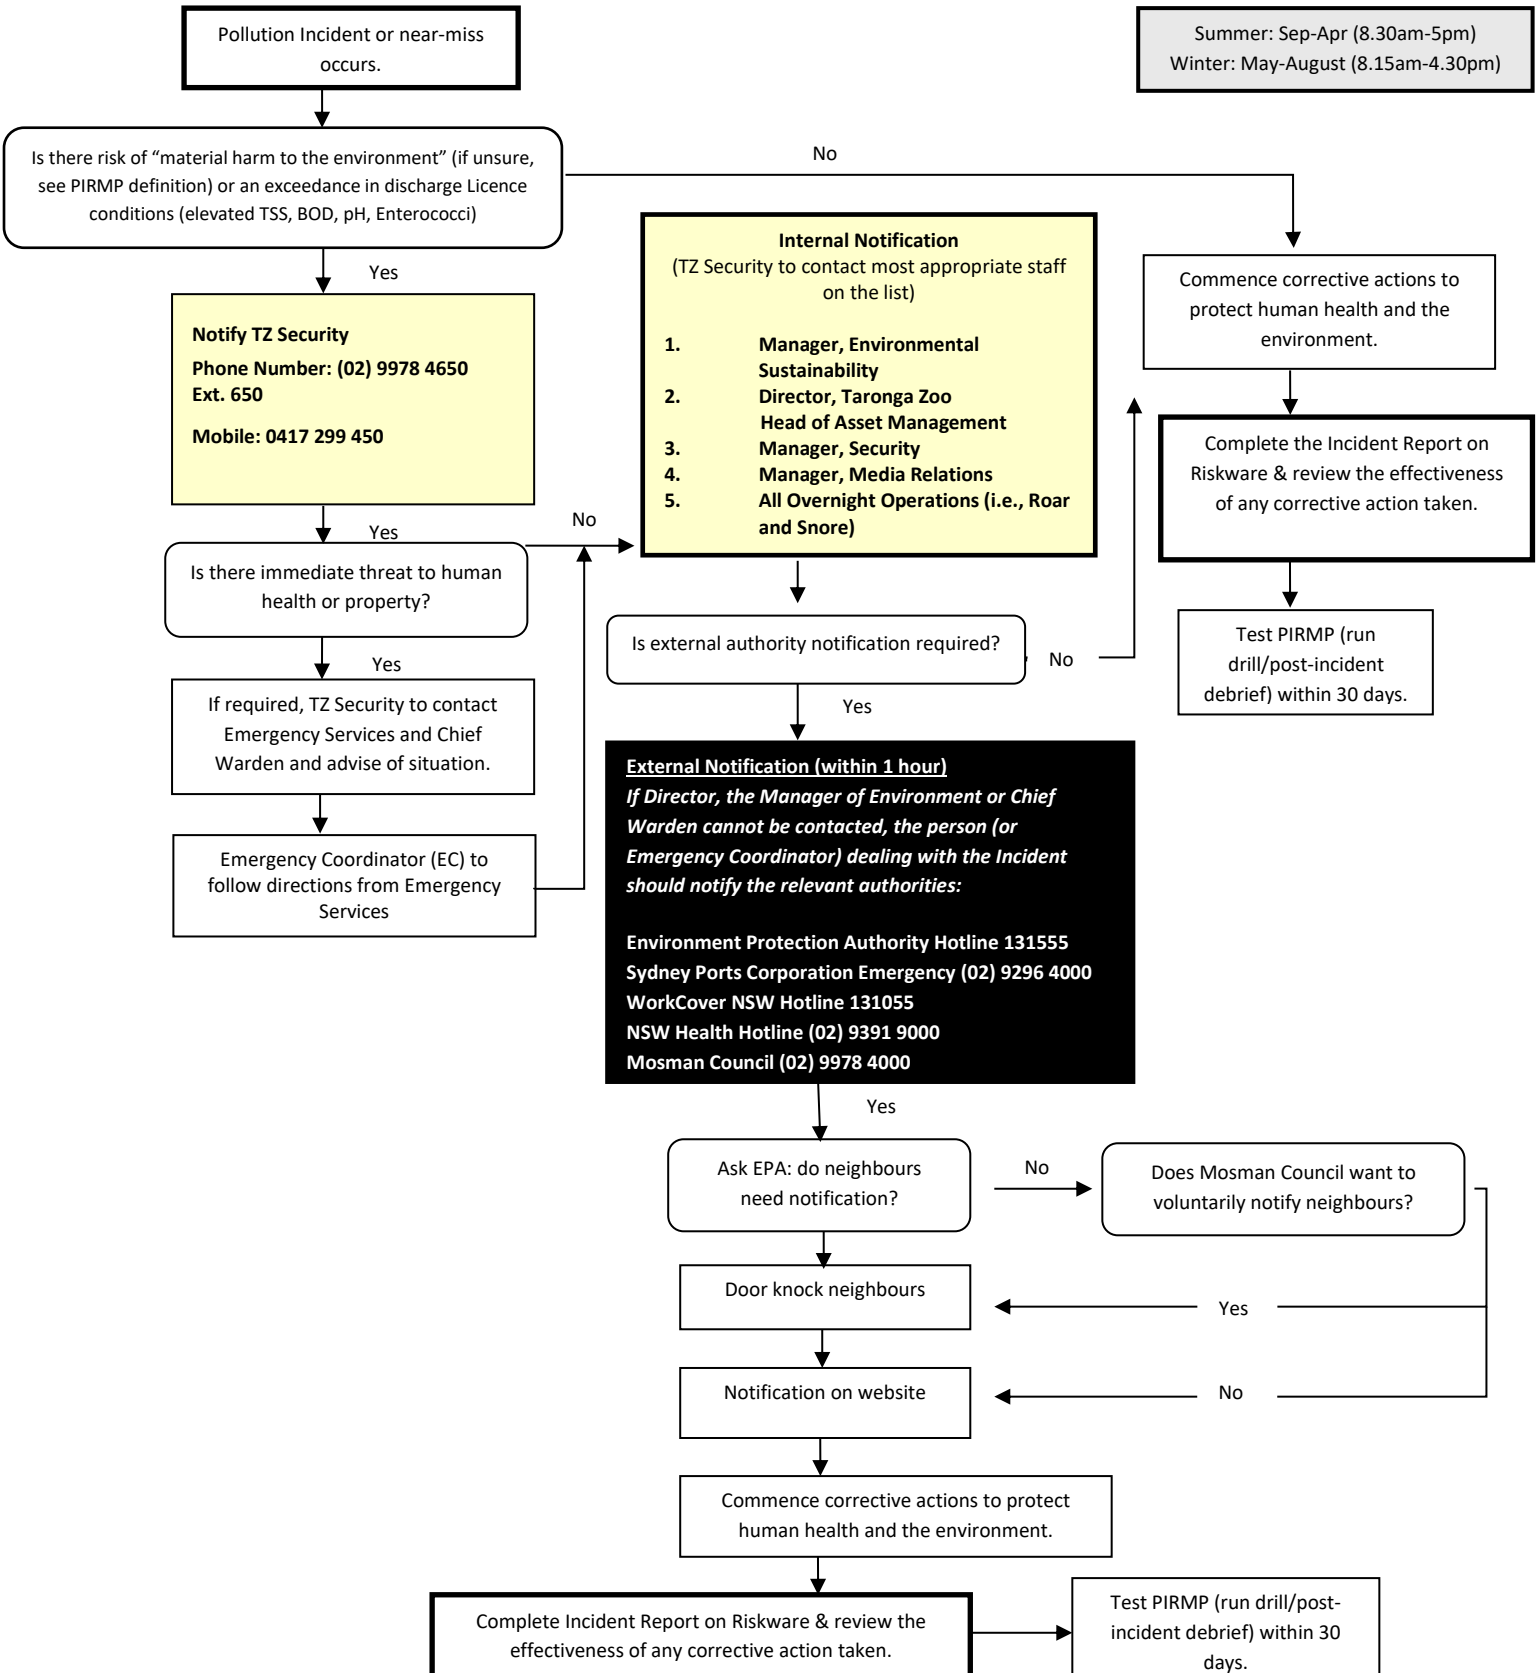 Pollution Incident or near-miss
occurs.
Summer: Sep-Apr (8.30am-5pm)
Winter: May-August (8.15am-4.30pm)
Is there risk of “material harm to the environment” (if unsure,
see PIRMP definition) or an exceedance in discharge Licence
conditions (elevated TSS, BOD, pH, Enterococci)
No
Yes
Notify TZ Security
Phone Number: (02) 9978 4650
Ext. 650
Mobile: 0417 299 450
Internal Notification
(TZ Security to contact most appropriate staff
on the list)
1. Manager, Environmental
Sustainability
2. Director, Taronga Zoo
Head of Asset Management
3. Manager, Security
4. Manager, Media Relations
5. All Overnight Operations (i.e., Roar
and Snore)
Commence corrective actions to
protect human health and the
environment.
Complete the Incident Report on
Riskware & review the effectiveness
of any corrective action taken.
Test PIRMP (run
drill/post-incident
debrief) within 30 days.
Yes
No
Is there immediate threat to human
health or property?
Yes
If required, TZ Security to contact
Emergency Services and Chief
Warden and advise of situation.
Emergency Coordinator (EC) to
follow directions from Emergency
Services
Is external authority notification required?
No
Yes
External Notification (within 1 hour)
If Director, the Manager of Environment or Chief
Warden cannot be contacted, the person (or
Emergency Coordinator) dealing with the Incident
should notify the relevant authorities:
Environment Protection Authority Hotline 131555
Sydney Ports Corporation Emergency (02) 9296 4000
WorkCover NSW Hotline 131055
NSW Health Hotline (02) 9391 9000
Mosman Council (02) 9978 4000
Yes
Ask EPA: do neighbours
need notification?
No
Does Mosman Council want to
voluntarily notify neighbours?
Door knock neighbours
Yes
Notification on website
No
Commence corrective actions to protect
human health and the environment.
Complete Incident Report on Riskware & review the
effectiveness of any corrective action taken.
Test PIRMP (run drill/post-
incident debrief) within 30
days.